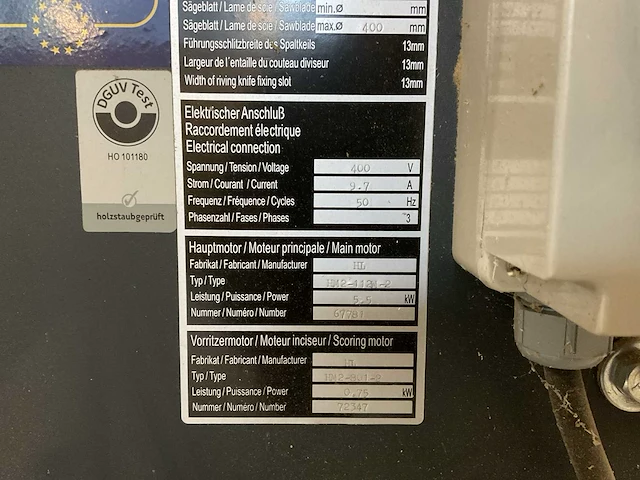 Sägeblatt / Lame de scie / Sawblade min.ø mm
Sägeblatt / Lame de scie / Sawblade max.ø 400 mm
Führungsschlitzbreite des Spaltkeils 13mm
Largeur de l'entaille du couteau diviseur 13mm
Width of riving knife fixing slot 13mm
DGUV Test
HO 101180
holzstaubgeprüft
Elektrischer Anschluß
Raccordement électrique
Electrical connection
Spannung / Tension / Voltage 400 V
Strom / Courant / Current 9.7 A
Frequenz / Fréquence / Cycles 50 Hz
Phasenzahl / Fases / Phases 3
Hauptmotor / Moteur principale / Main motor
Fabrikat / Fabricant / Manufacturer
Typ / Type
Leistung / Puissance / Power 5.5 kW
Nummer / Numéro / Number
Vorritzermotor / Moteur inciseur / Scoring motor
Fabrikat / Fabricant / Manufacturer
Typ / Type
Leistung / Puissance / Power 0.75 kW
Nummer / Numéro / Number 72347